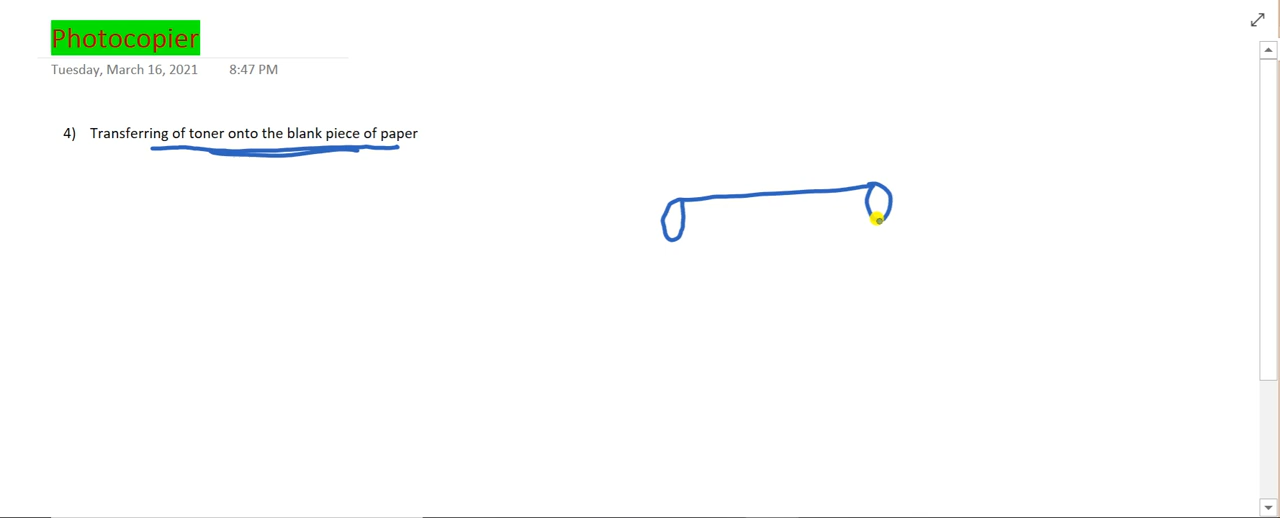 Photocopier
Tuesday, March 16, 2021 8:47 PM
4) Transferring of toner onto the blank piece of paper